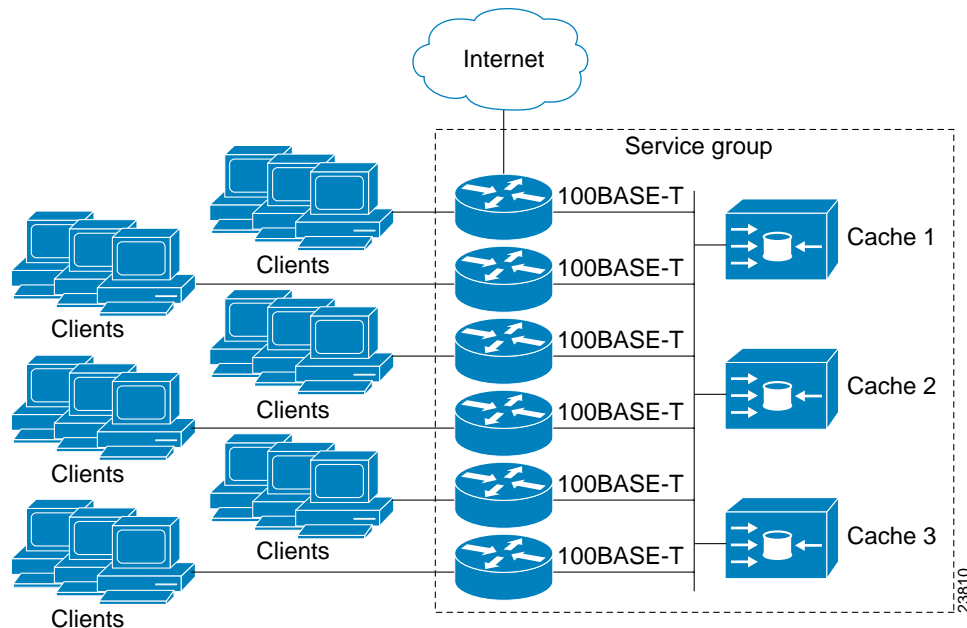 Internet
Service group
100BASE-T
Cache 1
Clients
100BASE-T
Clients
100BASE-T
Cache 2
Clients
100BASE-T
Clients
100BASE-T
Cache 3
Clients
100BASE-T
Clients
23810